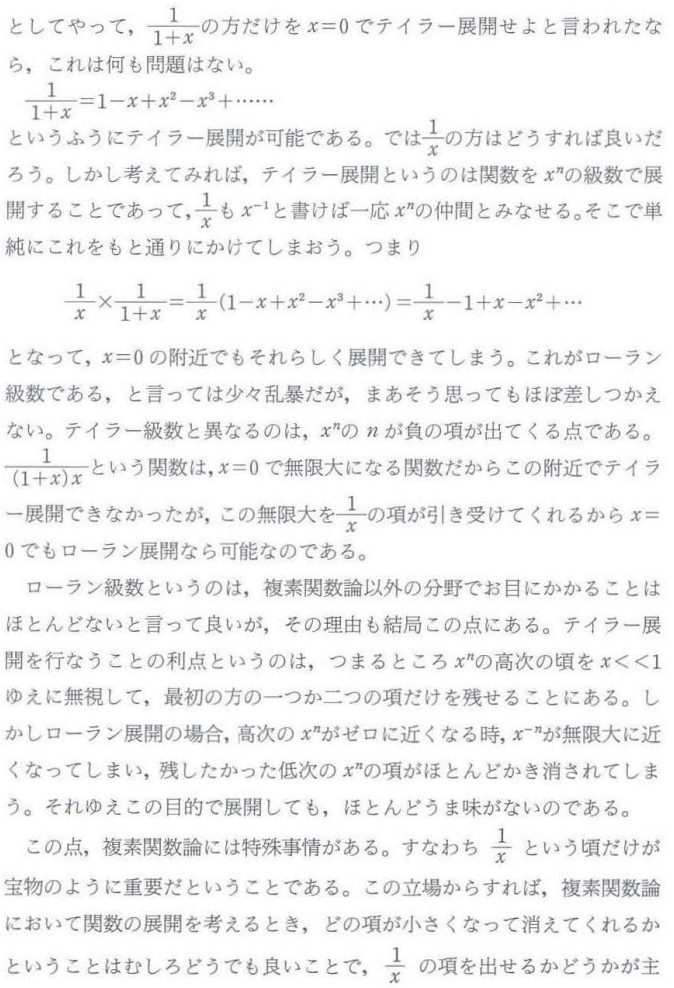 としてやって，1/(1+x)の方だけをx=0でテイラー展開せよと言われたな
ら，これは何も問題はない。
1/(1+x)=1−x+x²−x³+……
というふうにテイラー展開が可能である。では1/xの方はどうすれば良いだ
ろう。しかし考えてみれば，テイラー展開というのは関数をxⁿの級数で展
開することであって，1/xもx⁻¹と書けば一応xⁿの仲間とみなせる。そこで単
純にこれをもと通りにかけてしまおう。つまり
1/x×1/(1+x)=1/x(1−x+x²−x³+…)=1/x−1+x−x²+…
となって，x=0の附近でもそれらしく展開できてしまう。これがローラン
級数である，と言っては少々乱暴だが，まあそう思ってもほぼ差しつかえ
ない。テイラー級数と異なるのは，xⁿのnが負の項が出てくる点である。
1/((1+x)x)という関数は，x=0で無限大になる関数だからこの附近でテイラ
ー展開できなかったが，この無限大を1/xの項が引き受けてくれるからx=
0でもローラン展開なら可能なのである。
　ローラン級数というのは，複素関数論以外の分野でお目にかかることは
ほとんどないと言って良いが，その理由も結局この点にある。テイラー展
開を行なうことの利点というのは，つまるところxⁿの高次の頃をx<<1
ゆえに無視して，最初の方の一つか二つの項だけを残せることにある。し
かしローラン展開の場合，高次のxⁿがゼロに近くなる時，x⁻ⁿが無限大に近
くなってしまい，残したかった低次のxⁿの項がほとんどかき消されてしま
う。それゆえこの目的で展開しても，ほとんどうま味がないのである。
　この点，複素関数論には特殊事情がある。すなわち 1/x という頃だけが
宝物のように重要だということである。この立場からすれば，複素関数論
において関数の展開を考えるとき，どの項が小さくなって消えてくれるか
ということはむしろどうでも良いことで，1/x の項を出せるかどうかが主